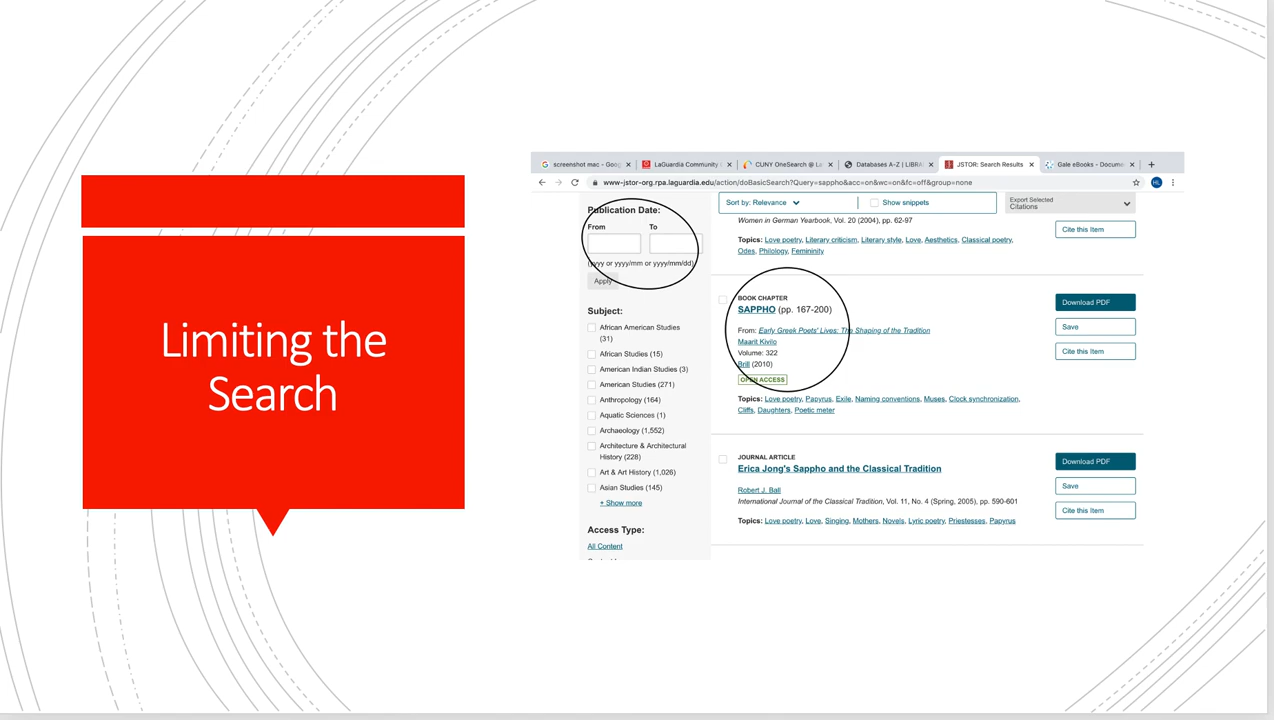 Limiting the
Search
screenshot mac - Goog
LaGuardia Community C
CUNY OneSearch @ La
Databases A-Z | LIBRA
JSTOR: Search Results
Gale eBooks - Docume
www-jstor-org.rpa.laguardia.edu/action/doBasicSearch?Query=sappho&acc=on&wc=on&fc=off&group=none
HL
Publication Date:
From To
(yyyy or yyyy/mm or yyyy/mm/dd)
Apply
Subject:
African American Studies
(31)
African Studies (15)
American Indian Studies (3)
American Studies (271)
Anthropology (164)
Aquatic Sciences (1)
Archaeology (1,552)
Architecture & Architectural
History (228)
Art & Art History (1,026)
Asian Studies (145)
+ Show more
Access Type:
All Content
Sort by: Relevance
Show snippets
Export Selected
Citations
Women in German Yearbook, Vol. 20 (2004), pp. 62-97
Topics: Love poetry, Literary criticism, Literary style, Love, Aesthetics, Classical poetry,
Odes, Philology, Femininity
Cite this Item
BOOK CHAPTER
SAPPHO (pp. 167-200)
From: Early Greek Poets' Lives: The Shaping of the Tradition
Maarit Kivilo
Volume: 322
Brill (2010)
OPEN ACCESS
Topics: Love poetry, Papyrus, Exile, Naming conventions, Muses, Clock synchronization,
Cliffs, Daughters, Poetic meter
Download PDF
Save
Cite this Item
JOURNAL ARTICLE
Erica Jong's Sappho and the Classical Tradition
Robert J. Ball
International Journal of the Classical Tradition, Vol. 11, No. 4 (Spring, 2005), pp. 590-601
Topics: Love poetry, Love, Singing, Mothers, Novels, Lyric poetry, Priestesses, Papyrus
Download PDF
Save
Cite this Item